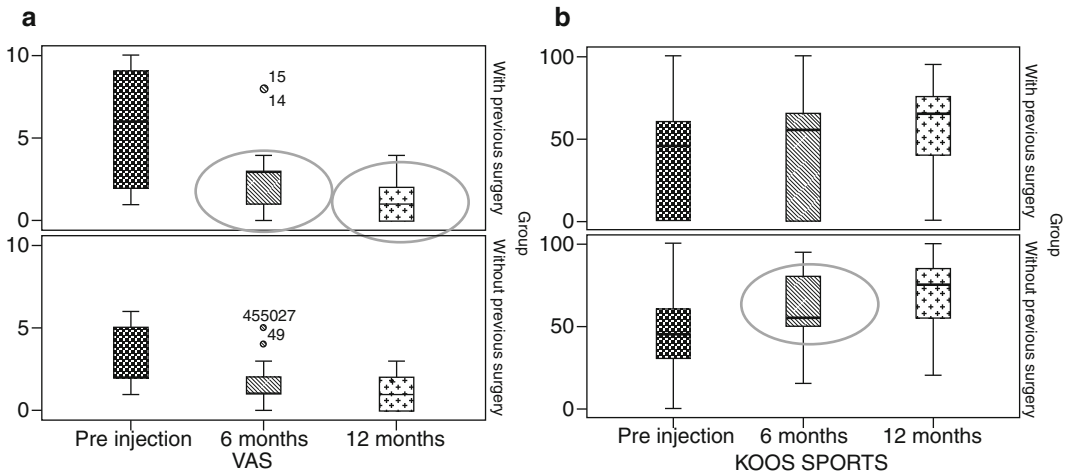 a
10
5
0
15
14
With previous surgery
10
5
0
455027
49
Without previous surgery
Group
Pre injection
6 months
12 months
VAS
b
100
50
0
With previous surgery
100
50
0
Without previous surgery
Group
Pre injection
6 months
12 months
KOOS SPORTS